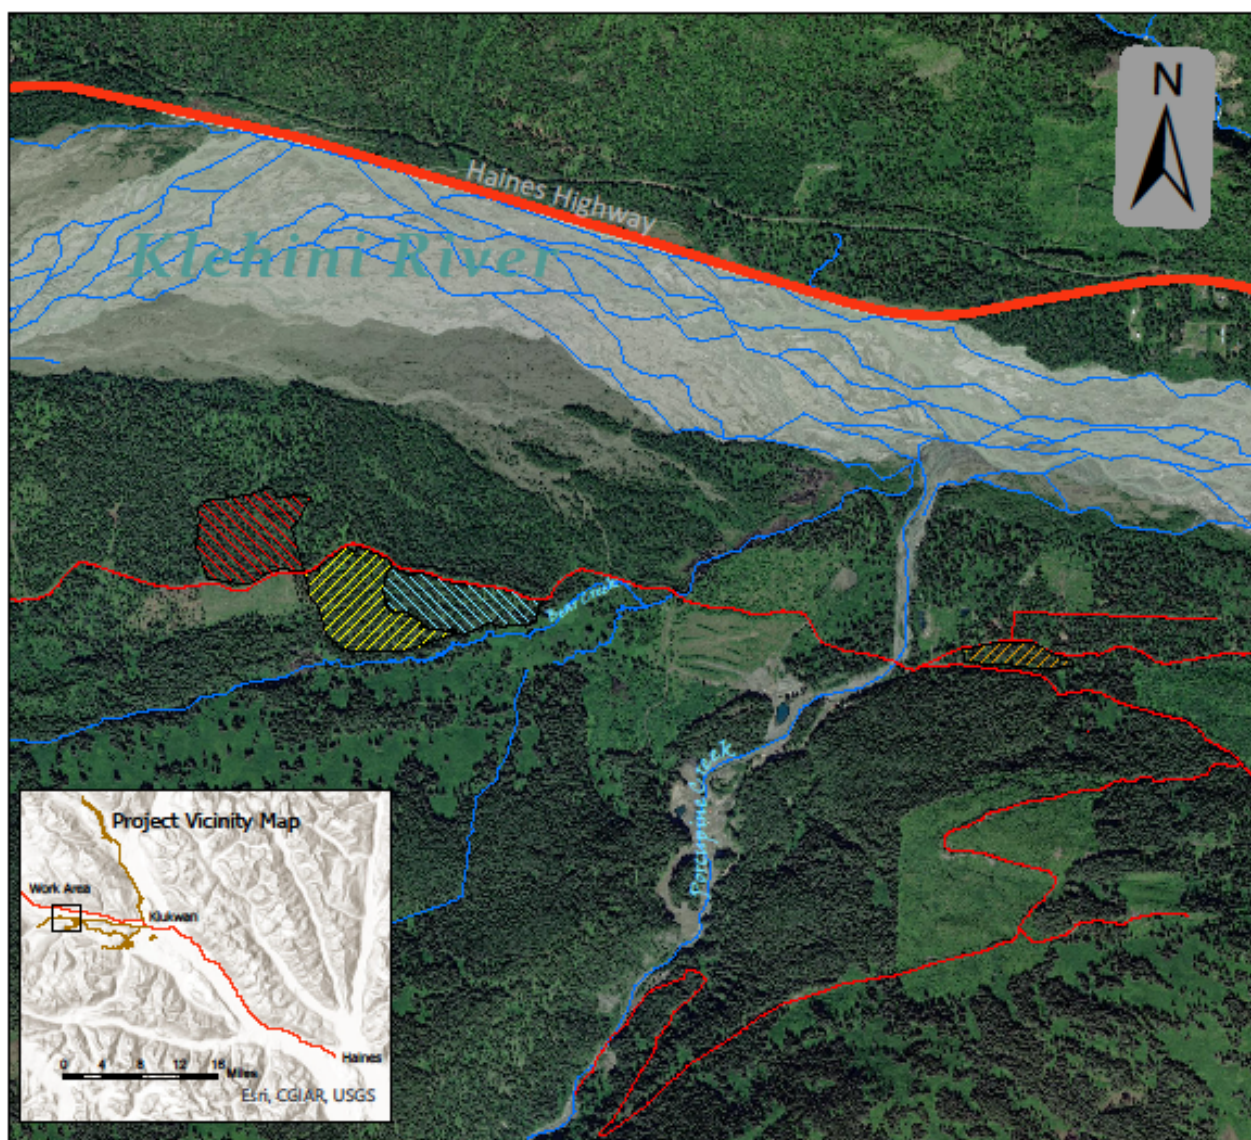 N
Haines Highway
Klehini River
Bear Creek
Porcupine Creek
Project Vicinity Map
Work Area
Klukwan
Haines
0 4 8 12 16
Miles
Esri, CGIAR, USGS